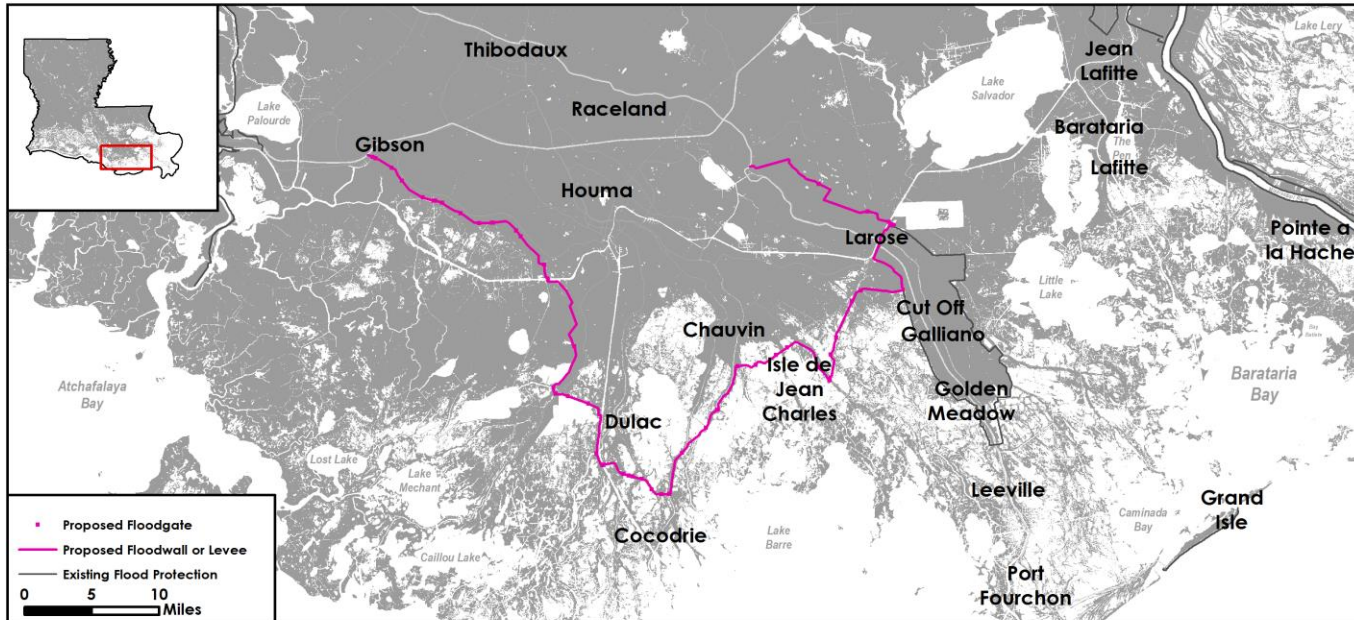 Thibodaux
Jean
Lafitte
Lake Lery
Lake
Salvador
Lake
Palourde
Raceland
Gibson
Barataria
The
Pen
Lafitte
Houma
Larose
Pointe a
la Hache
Little
Lake
Cut Off
Galliano
Chauvin
Isle de
Jean
Charles
Atchafalaya
Bay
Barataria
Bay
Golden
Meadow
Dulac
Lost Lake
Lake
Mechant
Leeville
Grand
Isle
Caminada
Bay
Cocodrie
Lake
Barre
Caillou Lake
Port
Fourchon
Proposed Floodgate
Proposed Floodwall or Levee
Existing Flood Protection
0 5 10
Miles